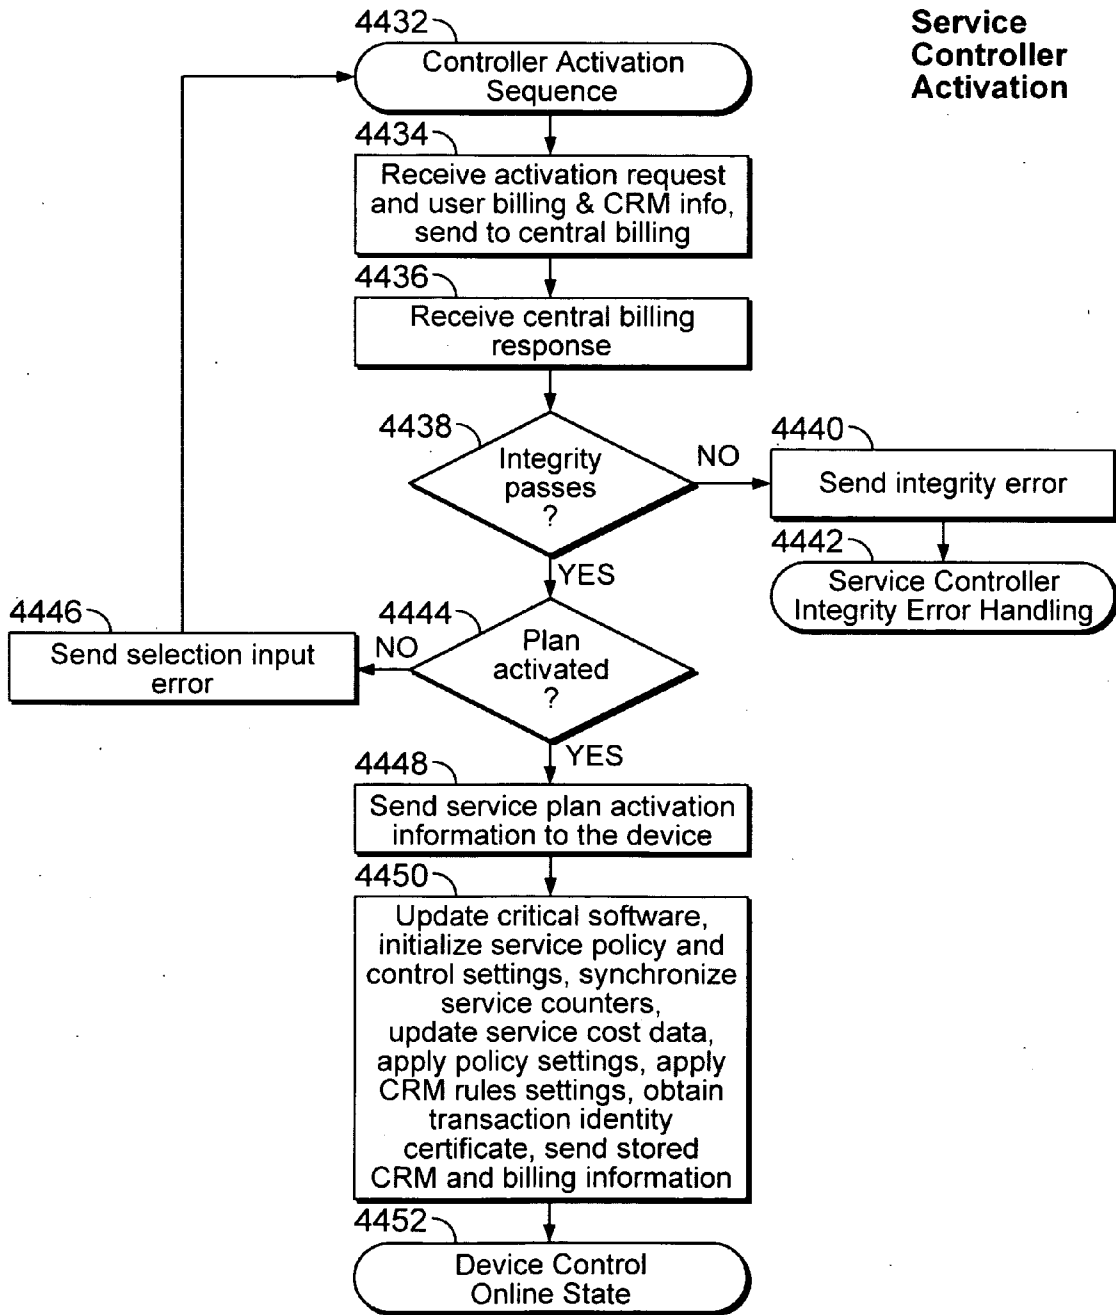 Service
Controller
Activation
4432
Controller Activation
Sequence
4434
Receive activation request
and user billing & CRM info,
send to central billing
4436
Receive central billing
response
4438
Integrity
passes
?
NO
4440
Send integrity error
4442
Service Controller
Integrity Error Handling
YES
4444
Plan
activated
?
NO
4446
Send selection input
error
YES
4448
Send service plan activation
information to the device
4450
Update critical software,
initialize service policy and
control settings, synchronize
service counters,
update service cost data,
apply policy settings, apply
CRM rules settings, obtain
transaction identity
certificate, send stored
CRM and billing information
4452
Device Control
Online State